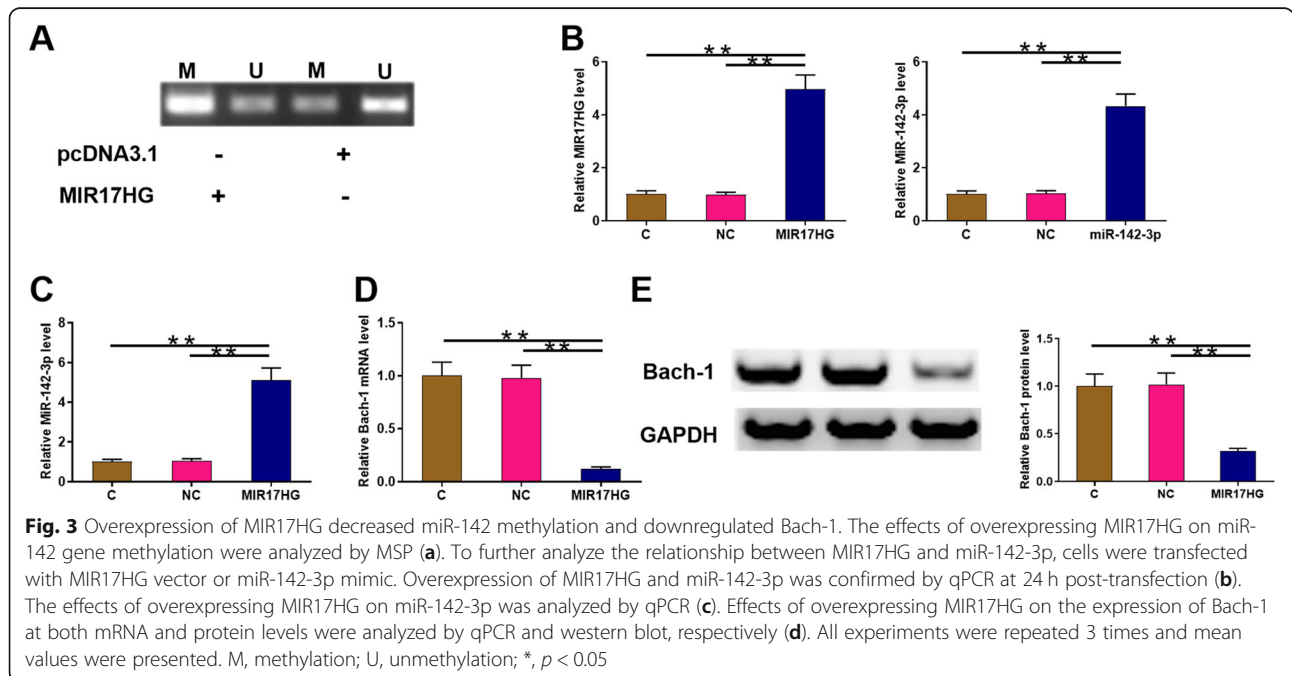 A
M U M U
pcDNA3.1 - +
MIR17HG + -
B
Relative MIR17HG level
6
4
2
0
**
**
C NC MIR17HG
Relative MiR-142-3p level
6
4
2
0
**
**
C NC miR-142-3p
C
Relative MiR-142-3p level
8
6
4
2
0
**
**
C NC MIR17HG
D
Relative Bach-1 mRNA level
1.5
1.0
0.5
0.0
**
**
C NC MIR17HG
E
Bach-1
GAPDH
Relative Bach-1 protein level
1.5
1.0
0.5
0.0
**
**
C NC MIR17HG
Fig. 3 Overexpression of MIR17HG decreased miR-142 methylation and downregulated Bach-1. The effects of overexpressing MIR17HG on miR-
142 gene methylation were analyzed by MSP (a). To further analyze the relationship between MIR17HG and miR-142-3p, cells were transfected
with MIR17HG vector or miR-142-3p mimic. Overexpression of MIR17HG and miR-142-3p was confirmed by qPCR at 24 h post-transfection (b).
The effects of overexpressing MIR17HG on miR-142-3p was analyzed by qPCR (c). Effects of overexpressing MIR17HG on the expression of Bach-1
at both mRNA and protein levels were analyzed by qPCR and western blot, respectively (d). All experiments were repeated 3 times and mean
values were presented. M, methylation; U, unmethylation; *, p < 0.05